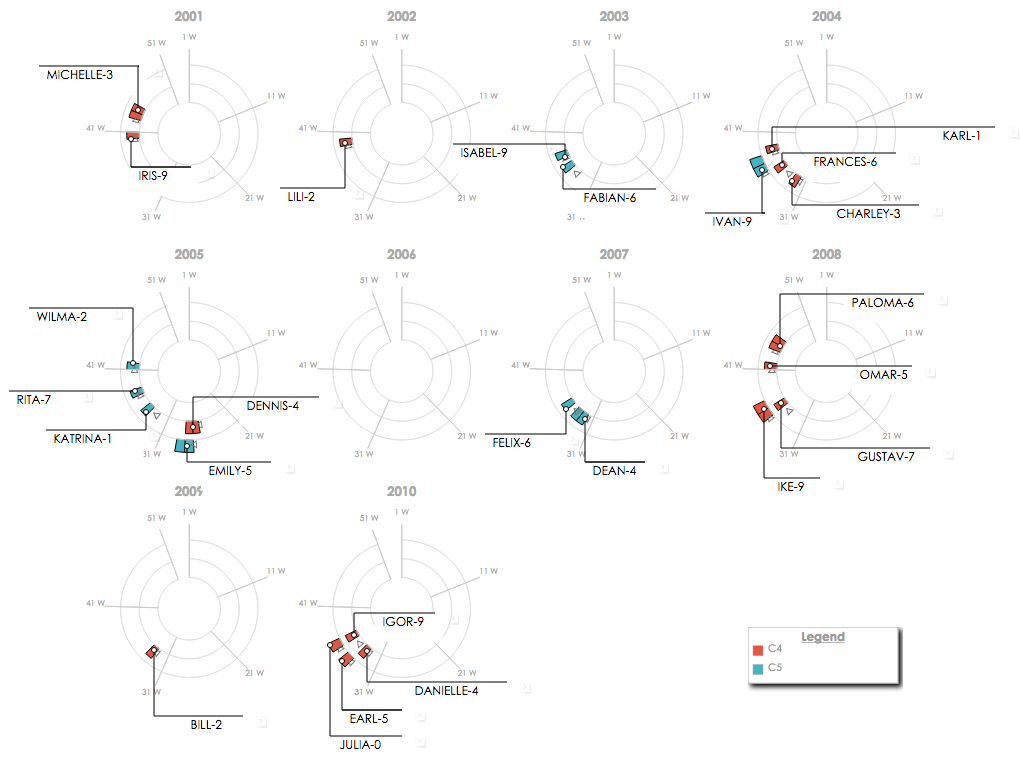 2001
2002
2003
2004
51 W
1 W
11 W
21 W
31 W
41 W
MICHELLE-3
IRIS-9
51 W
1 W
11 W
21 W
31 W
41 W
LILI-2
51 W
1 W
11 W
21 W
31 ..
ISABEL-9
FABIAN-6
51 W
1 W
11 W
21 W
31 W
41 W
KARL-1
FRANCES-6
IVAN-9
CHARLEY-3
2005
2006
2007
2008
51 W
1 W
11 W
21 W
31 W
WILMA-2
RITA-7
KATRINA-1
DENNIS-4
EMILY-5
51 W
1 W
11 W
21 W
31 W
41 W
51 W
1 W
11 W
21 W
31 W
41 W
FELIX-6
DEAN-4
51 W
1 W
11 W
21 W
31 W
41 W
PALOMA-6
OMAR-5
GUSTAV-7
IKE-9
2009
2010
51 W
1 W
11 W
21 W
31 W
41 W
BILL-2
51 W
1 W
11 W
21 W
31 W
41 W
IGOR-9
DANIELLE-4
EARL-5
JULIA-0
Legend
C4
C5